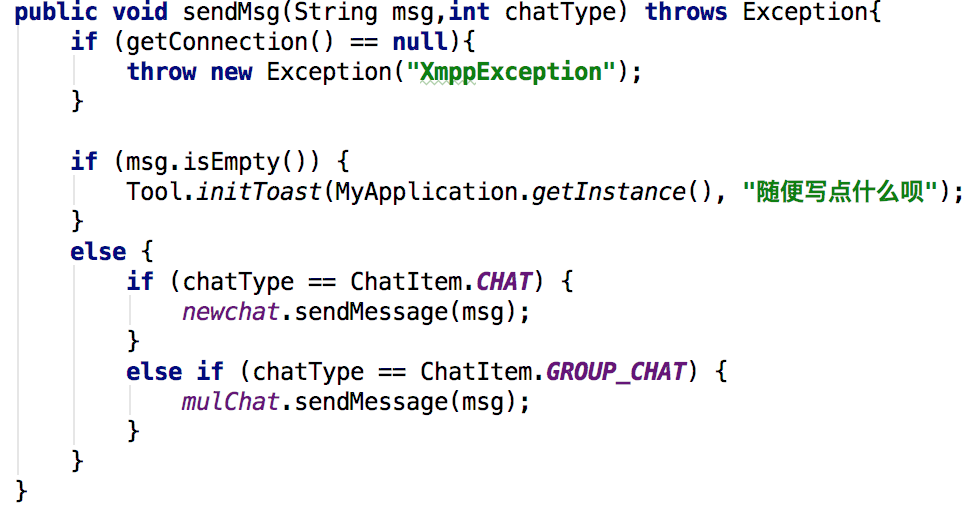 public void sendMsg(String msg,int chatType) throws Exception{
    if (getConnection() == null){
        throw new Exception("XmppException");
    }

    if (msg.isEmpty()) {
        Tool.initToast(MyApplication.getInstance(), "随便写点什么呗");
    }
    else {
        if (chatType == ChatItem.CHAT) {
            newchat.sendMessage(msg);
        }
        else if (chatType == ChatItem.GROUP_CHAT) {
            mulChat.sendMessage(msg);
        }
    }
}